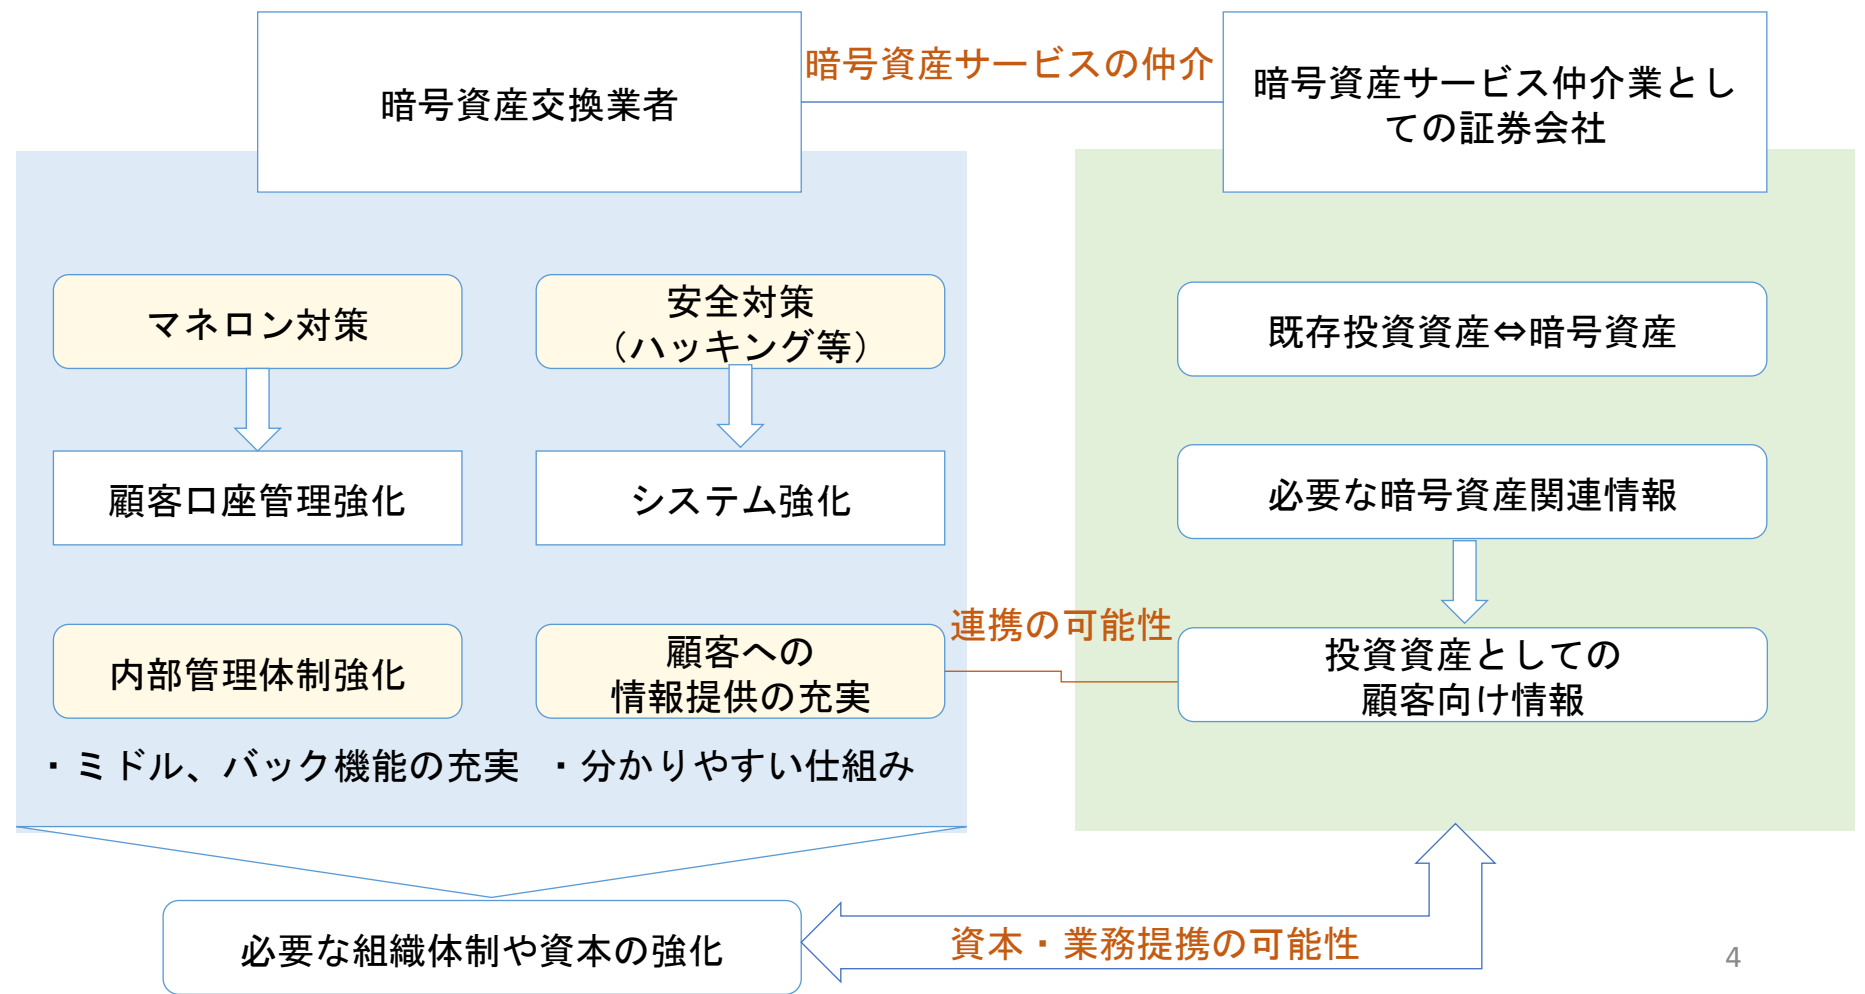 暗号資産交換業者
暗号資産サービスの仲介
暗号資産サービス仲介業とし
ての証券会社
マネロン対策
安全対策
（ハッキング等）
顧客口座管理強化
システム強化
内部管理体制強化
顧客への
情報提供の充実
・ミドル、バック機能の充実
・分かりやすい仕組み
既存投資資産⇔暗号資産
必要な暗号資産関連情報
連携の可能性
投資資産としての
顧客向け情報
必要な組織体制や資本の強化
資本・業務提携の可能性
4